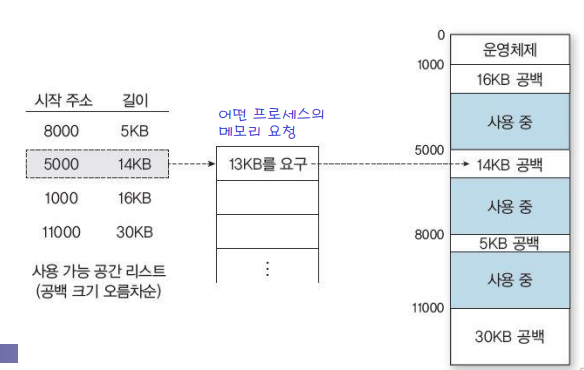 시작 주소 길이
8000 5KB
5000 14KB
1000 16KB
11000 30KB
사용 가능 공간 리스트
(공백 크기 오름차순)
어떤 프로세스의
메모리 요청
13KB를 요구
⋮
0
운영체제
1000
16KB 공백
사용 중
5000
14KB 공백
사용 중
8000
5KB 공백
사용 중
11000
30KB 공백